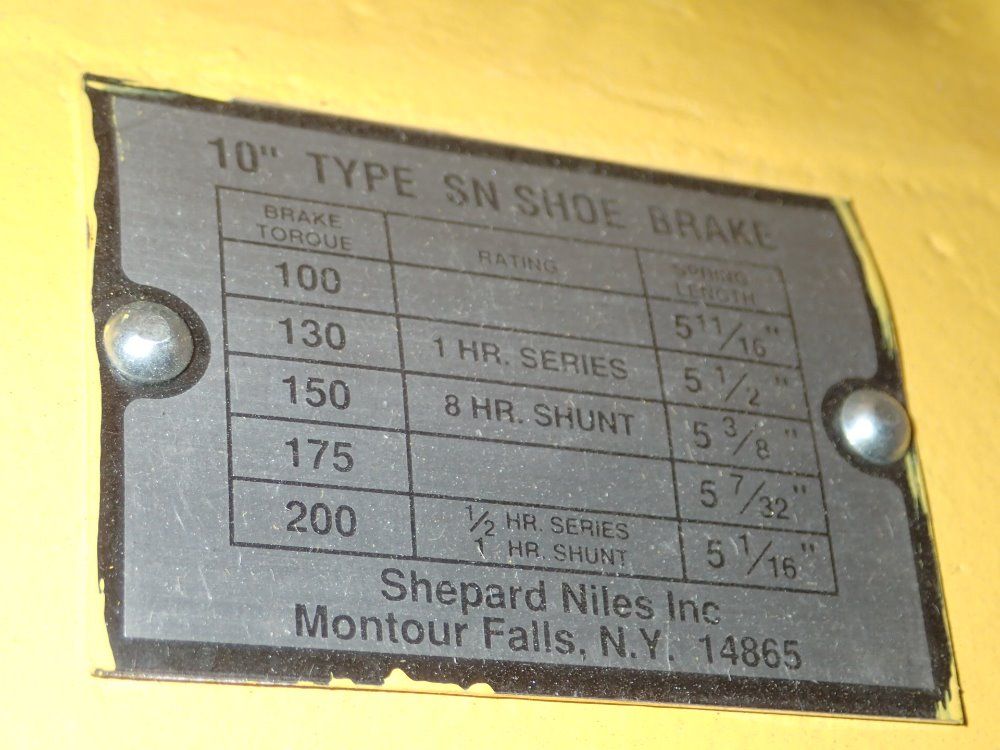 10" TYPE SN SHOE BRAKE
BRAKE TORQUE RATING SPRING LENGTH
100 5 11/16"
130 1 HR. SERIES 5 1/2"
150 8 HR. SHUNT 5 3/8"
175 5 7/32"
200 1/2 HR. SERIES 5 1/16"
1 HR. SHUNT
Shepard Niles Inc
Montour Falls, N.Y. 14865